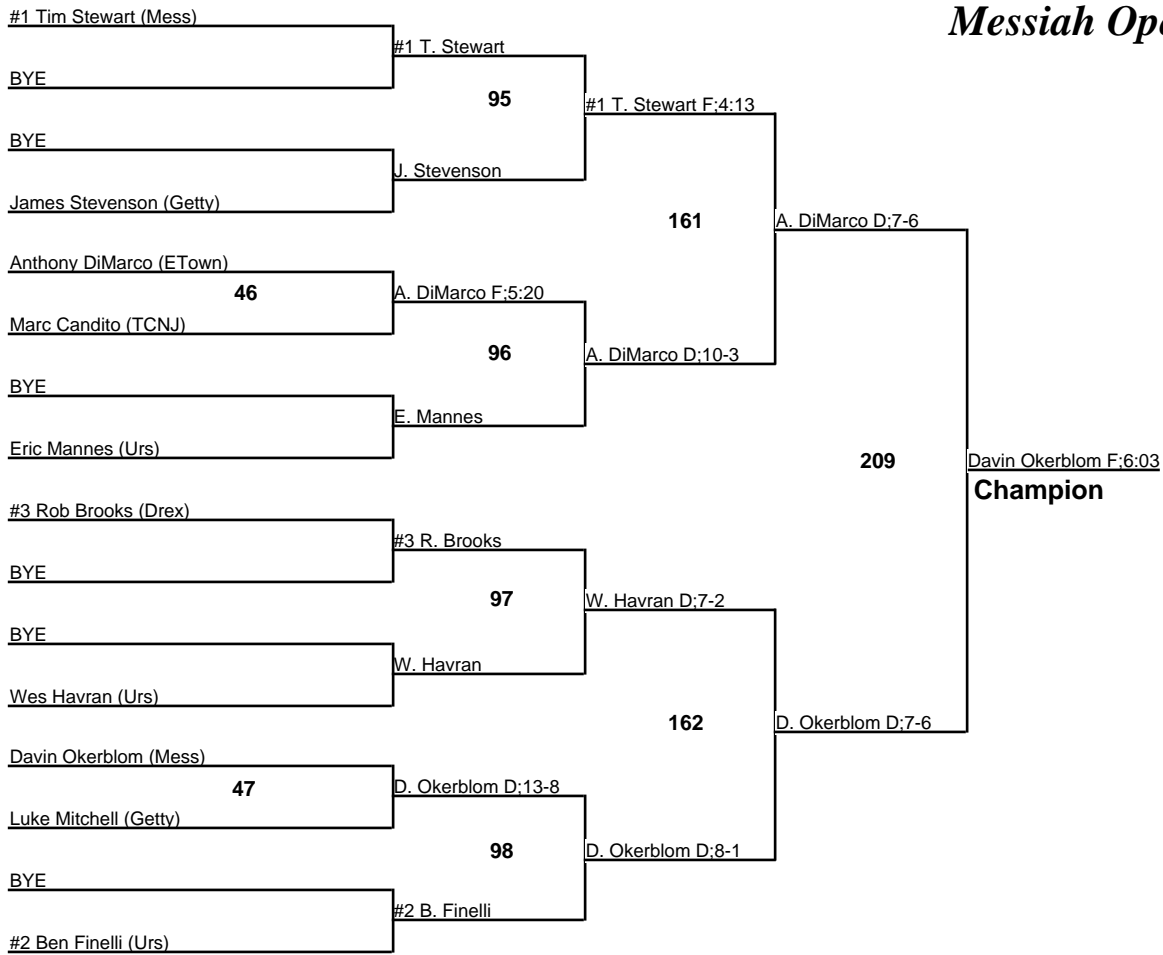 #1 Tim Stewart (Mess)
Messiah Op
#1 T. Stewart
BYE
95
#1 T. Stewart F;4:13
BYE
J. Stevenson
James Stevenson (Getty)
161
A. DiMarco D;7-6
Anthony DiMarco (ETown)
46
A. DiMarco F;5:20
Marc Candito (TCNJ)
96
A. DiMarco D;10-3
BYE
E. Mannes
Eric Mannes (Urs)
209
Davin Okerblom F;6:03
Champion
#3 Rob Brooks (Drex)
#3 R. Brooks
BYE
97
W. Havran D;7-2
BYE
W. Havran
Wes Havran (Urs)
162
D. Okerblom D;7-6
Davin Okerblom (Mess)
47
D. Okerblom D;13-8
Luke Mitchell (Getty)
98
D. Okerblom D;8-1
BYE
#2 B. Finelli
#2 Ben Finelli (Urs)